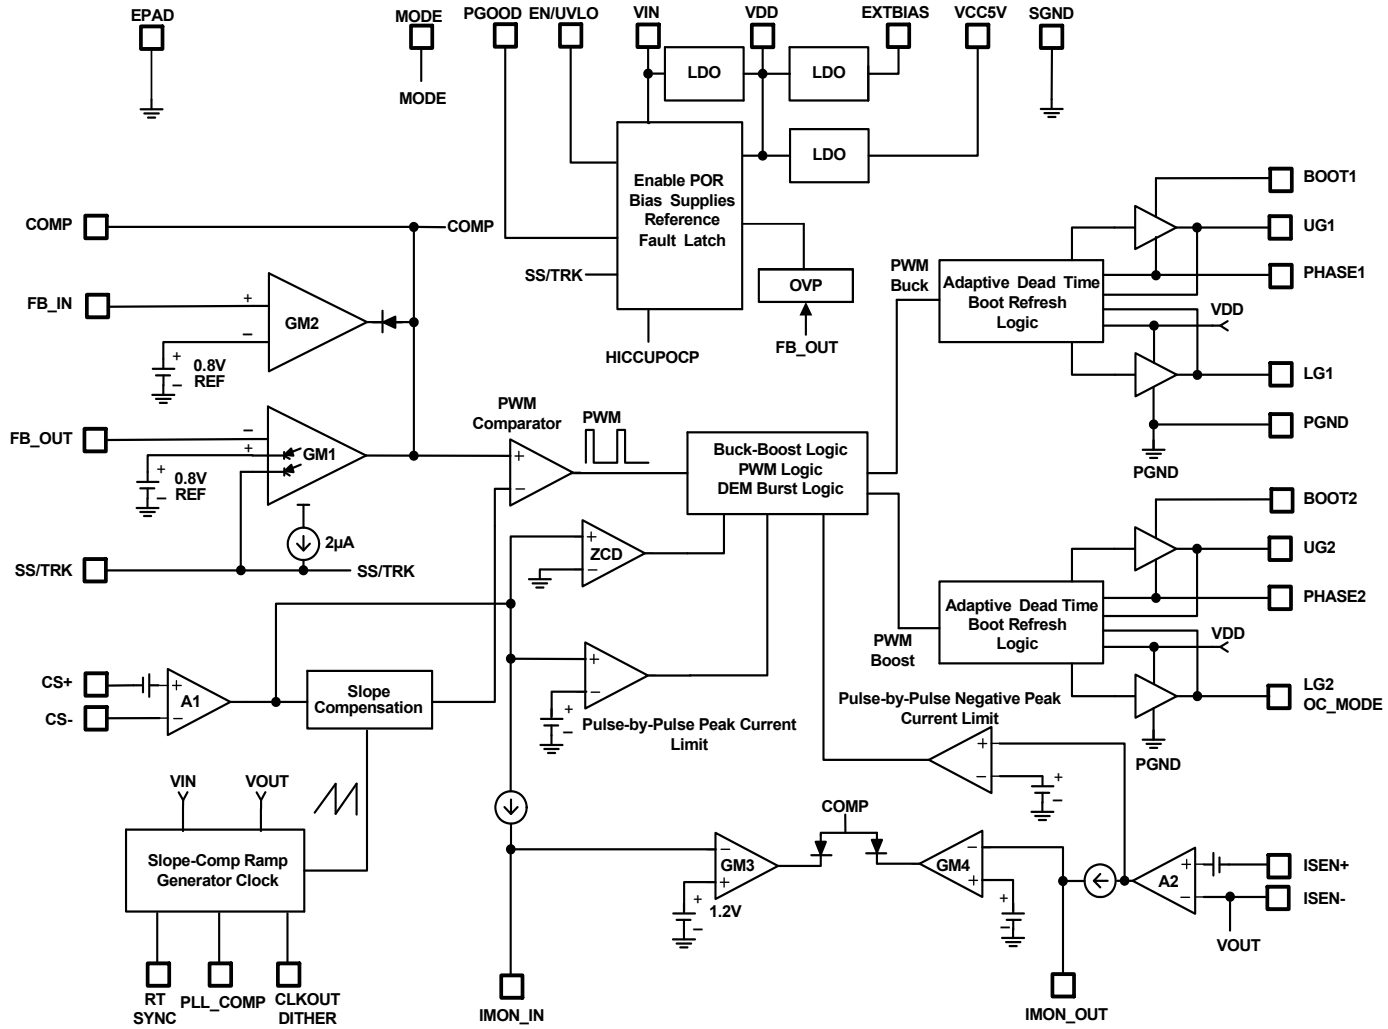 EPAD
MODE
PGOOD
EN/UVLO
VIN
VDD
EXTBIAS
VCC5V
SGND
MODE
LDO
LDO
LDO
Enable POR
Bias Supplies
Reference
Fault Latch
SS/TRK
HICCUPOCP
OVP
FB_OUT
COMP
COMP
FB_IN
+
−
GM2
+
−
0.8V
REF
FB_OUT
−
+
GM1
+
−
0.8V
REF
2µA
SS/TRK
SS/TRK
PWM
Comparator
+
−
PWM
Buck-Boost Logic
PWM Logic
DEM Burst Logic
+
−
ZCD
PWM
Buck
Adaptive Dead Time
Boot Refresh
Logic
BOOT1
UG1
PHASE1
VDD
LG1
PGND
PGND
PWM
Boost
Adaptive Dead Time
Boot Refresh
Logic
BOOT2
UG2
PHASE2
VDD
LG2
OC_MODE
PGND
CS+
CS-
+
−
A1
Slope
Compensation
+
−
+
−
Pulse-by-Pulse Peak Current
Limit
Pulse-by-Pulse Negative Peak
Current Limit
+
−
+
−
VIN
VOUT
Slope-Comp Ramp
Generator Clock
RT
SYNC
PLL_COMP
CLKOUT
DITHER
IMON_IN
−
+
GM3
+
−
1.2V
COMP
GM4
−
+
+
−
A2
+
−
ISEN+
ISEN-
VOUT
IMON_OUT